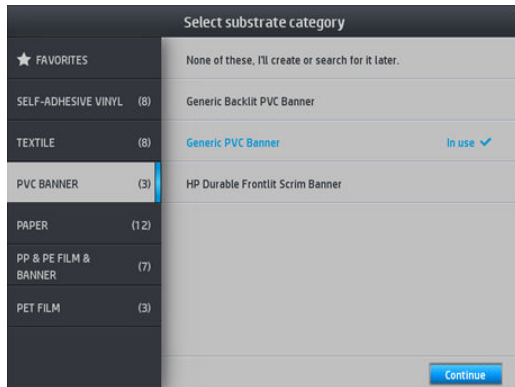 Select substrate category
FAVORITES
None of these, I'll create or search for it later.
SELF-ADHESIVE VINYL (8)
Generic Backlit PVC Banner
TEXTILE (8)
Generic PVC Banner In use
PVC BANNER (3)
HP Durable Frontlit Scrim Banner
PAPER (12)
PP & PE FILM &
BANNER (7)
PET FILM (3)
Continue